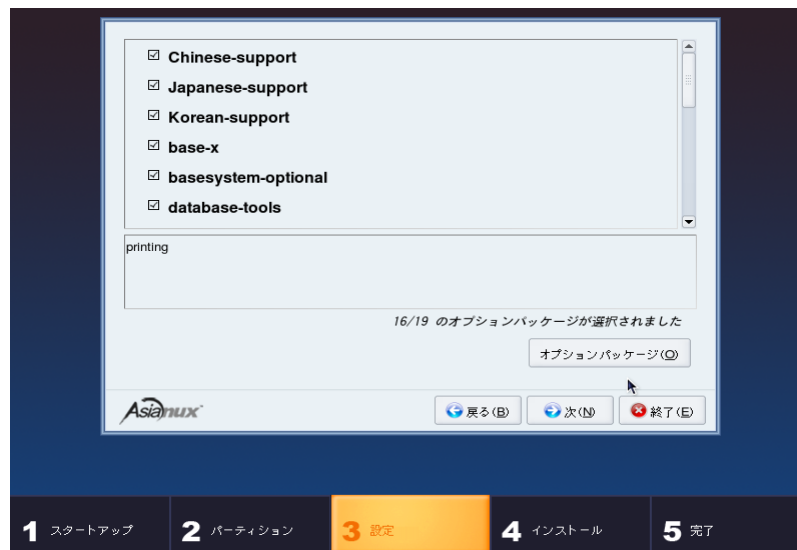 Chinese-support
Japanese-support
Korean-support
base-x
basesystem-optional
database-tools
printing
16/19 のオプションパッケージが選択されました
オプションパッケージ(O)
Asianux
戻る(B)
次(N)
終了(E)
1 スタートアップ
2 パーティション
3 設定
4 インストール
5 完了